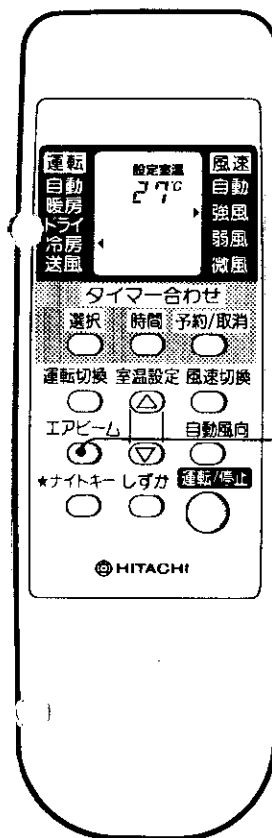 運転 設定室温 風速
自動 27℃ 自動
暖房 強風
ドライ 弱風
冷房 微風
送風
タイマー合わせ
選択 時間 予約/取消
運転切換 室温設定 風速切換
エアビーム 自動風向
★ナイトキー しずか 運転/停止
HITACHI